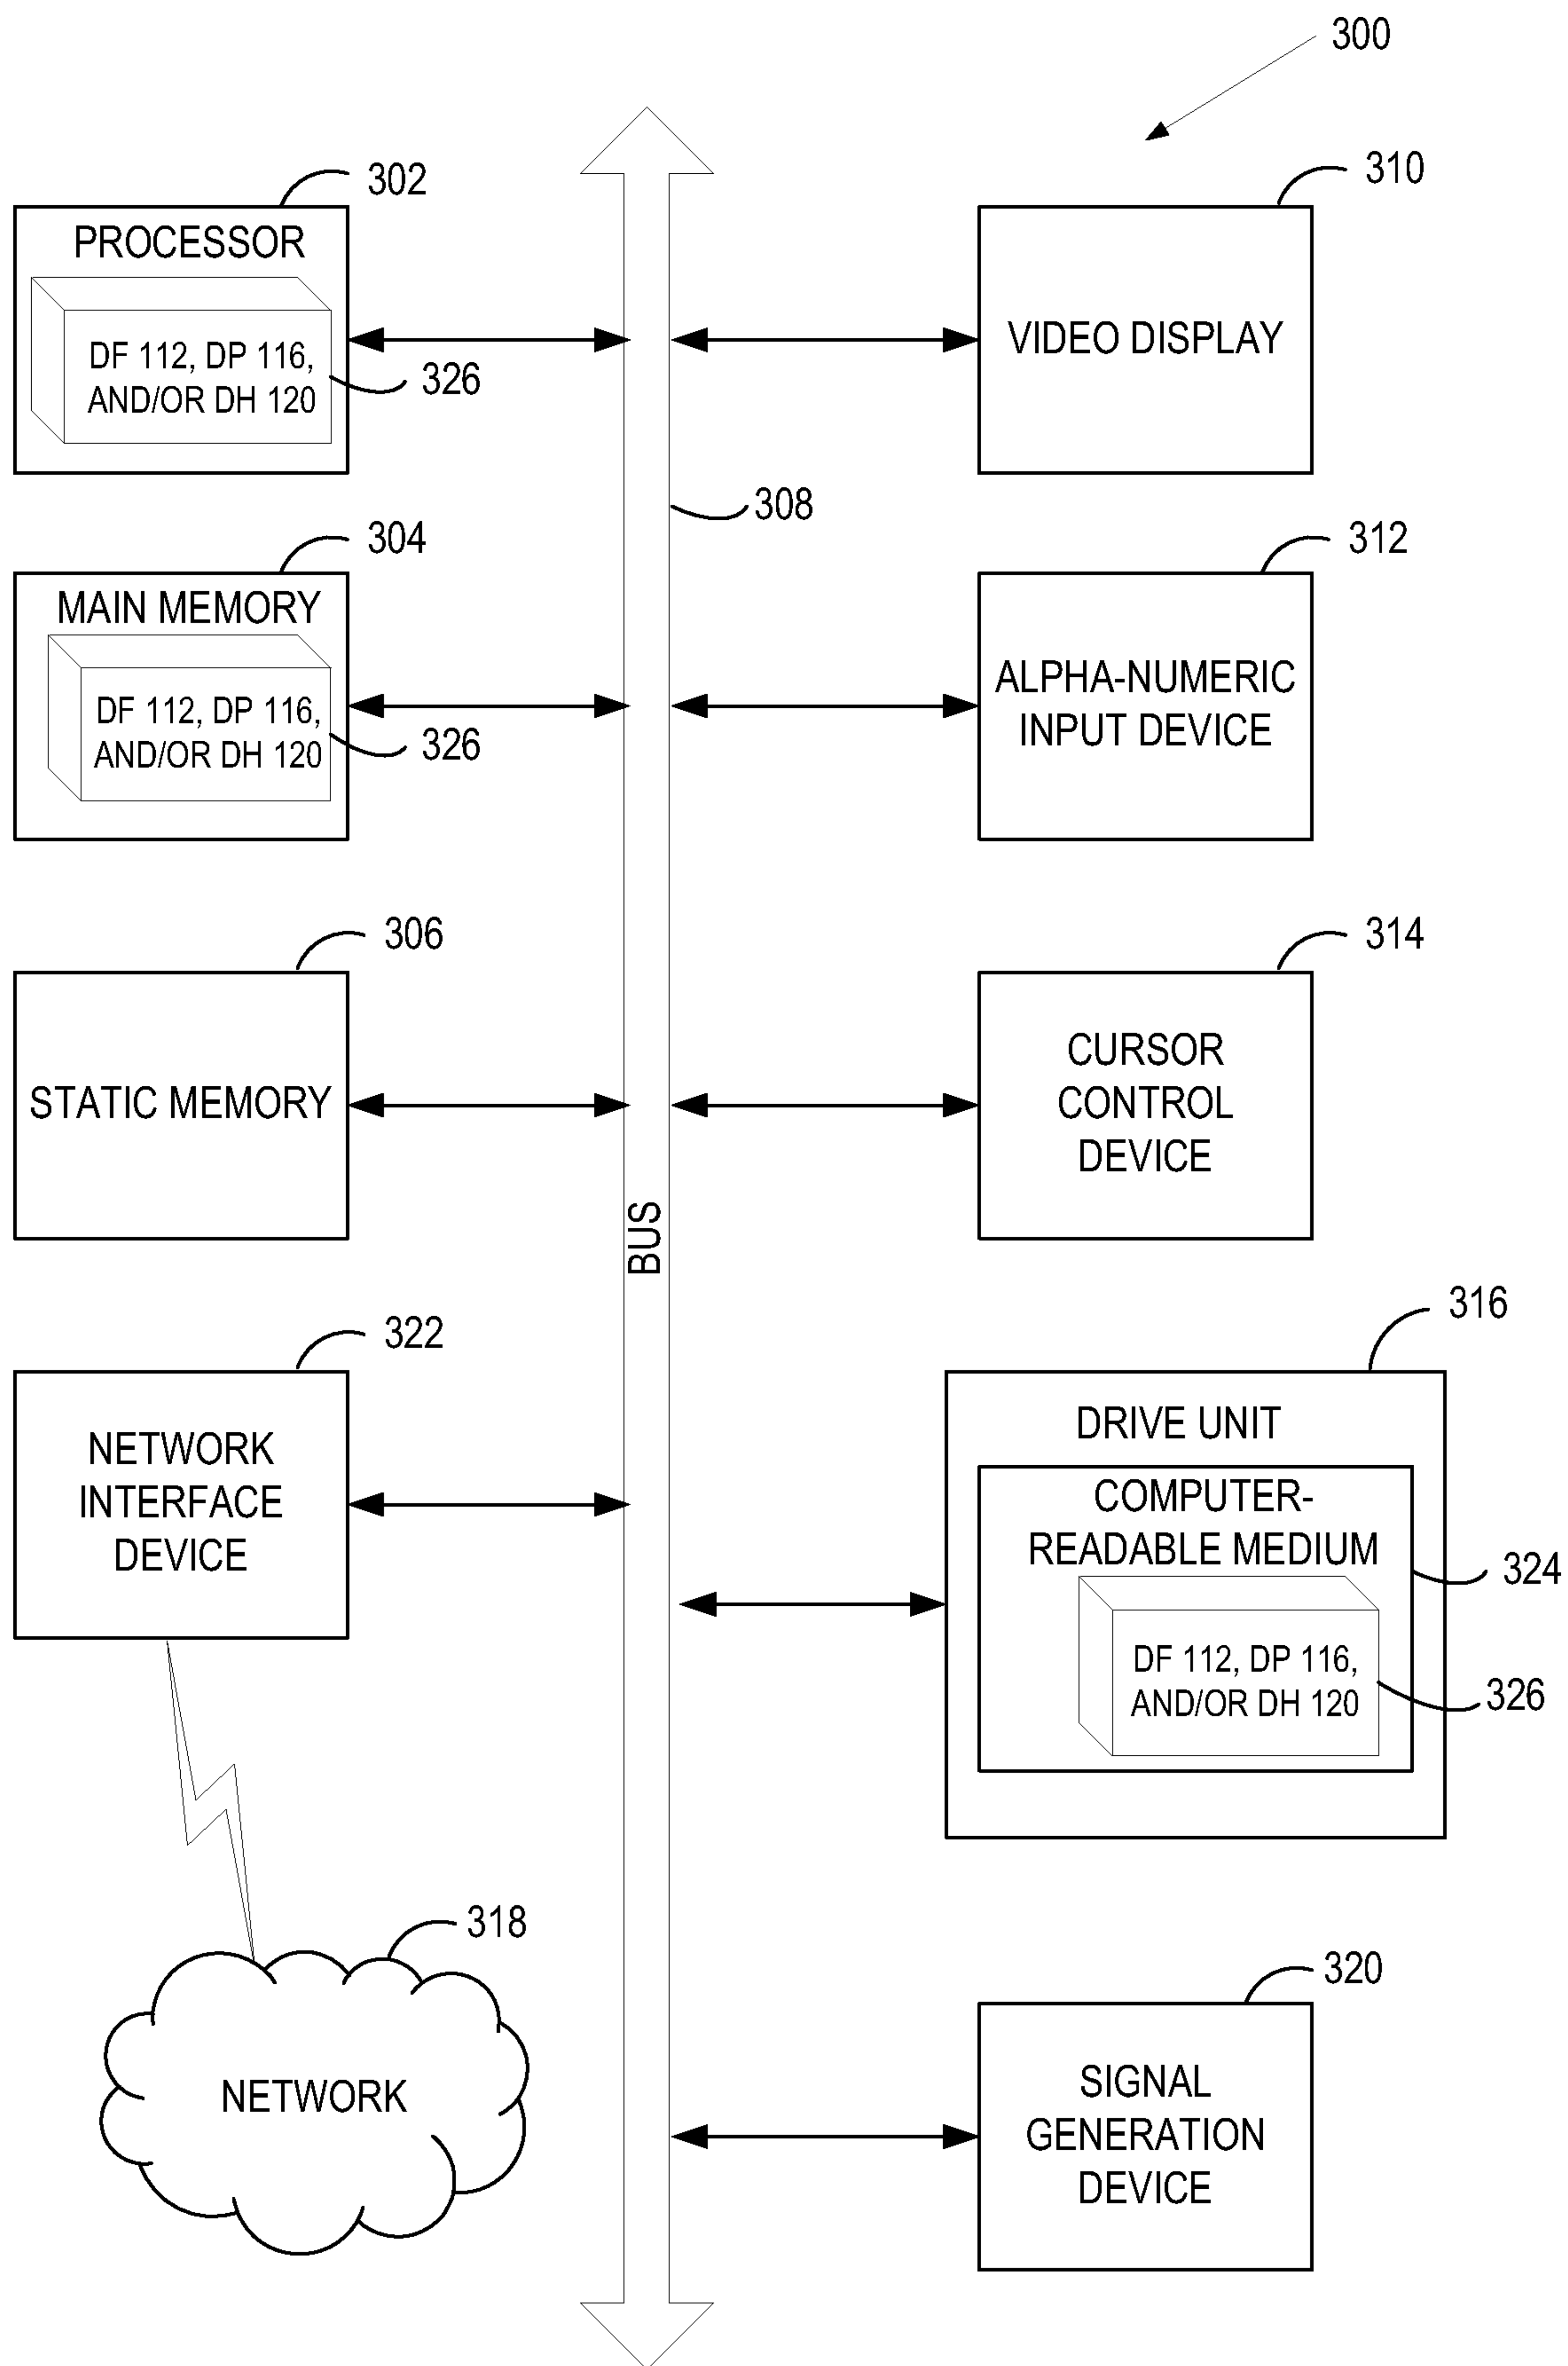 300
302
PROCESSOR
DF 112, DP 116,
AND/OR DH 120
326
310
VIDEO DISPLAY
308
304
MAIN MEMORY
DF 112, DP 116,
AND/OR DH 120
326
312
ALPHA-NUMERIC
INPUT DEVICE
306
STATIC MEMORY
314
CURSOR
CONTROL
DEVICE
BUS
322
NETWORK
INTERFACE
DEVICE
316
DRIVE UNIT
COMPUTER-
READABLE MEDIUM
324
DF 112, DP 116,
AND/OR DH 120
326
318
NETWORK
320
SIGNAL
GENERATION
DEVICE